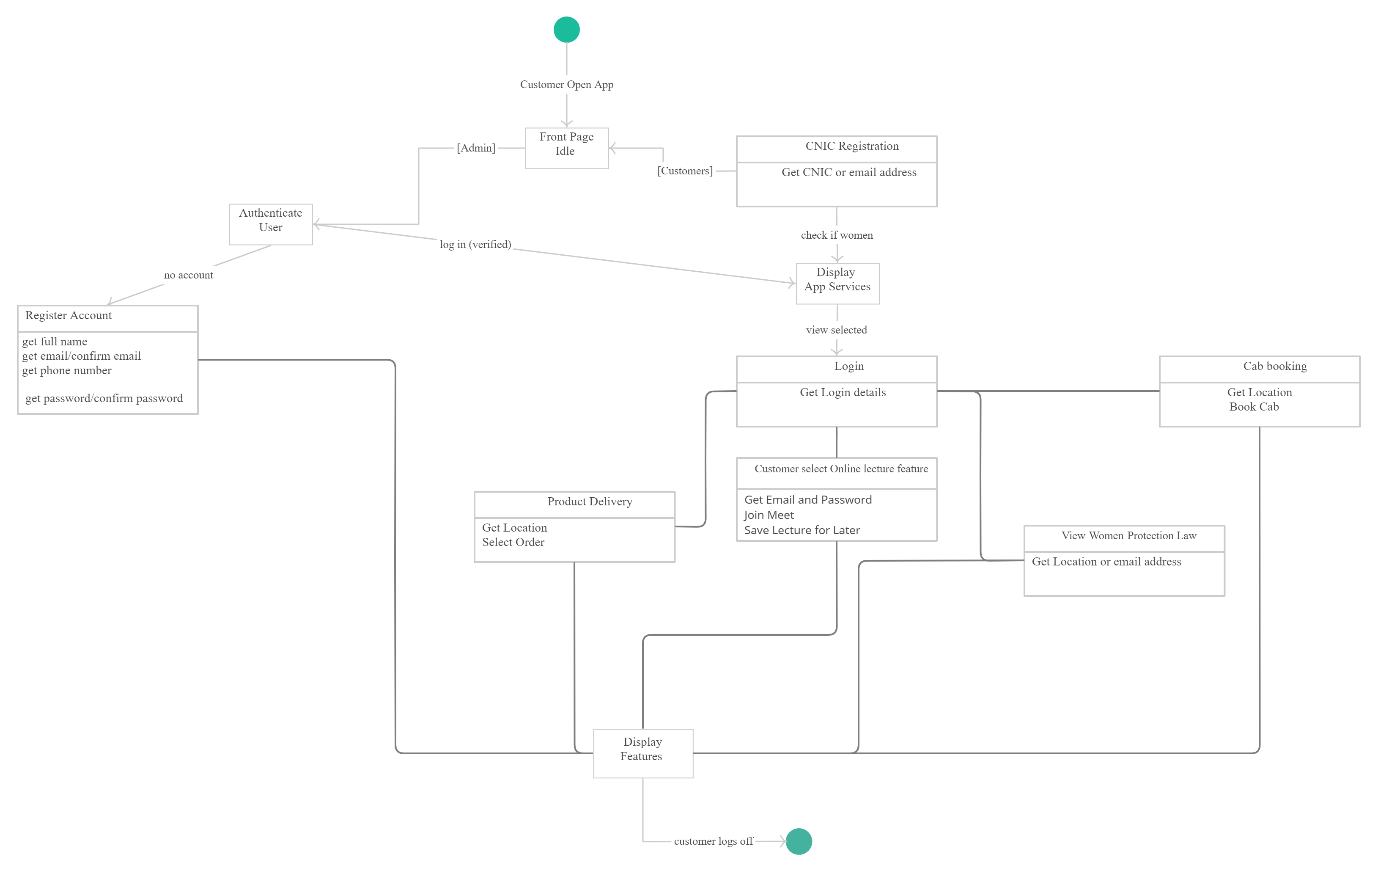 Customer Open App
Front Page
Idle
[Admin]
[Customers]
CNIC Registration
Get CNIC or email address
Authenticate
User
check if women
log in (verified)
Display
App Services
no account
Register Account
get full name
get email/confirm email
get phone number
get password/confirm password
view selected
Login
Get Login details
Cab booking
Get Location
Book Cab
Customer select Online lecture feature
Get Email and Password
Join Meet
Save Lecture for Later
Product Delivery
Get Location
Select Order
View Women Protection Law
Get Location or email address
Display
Features
customer logs off